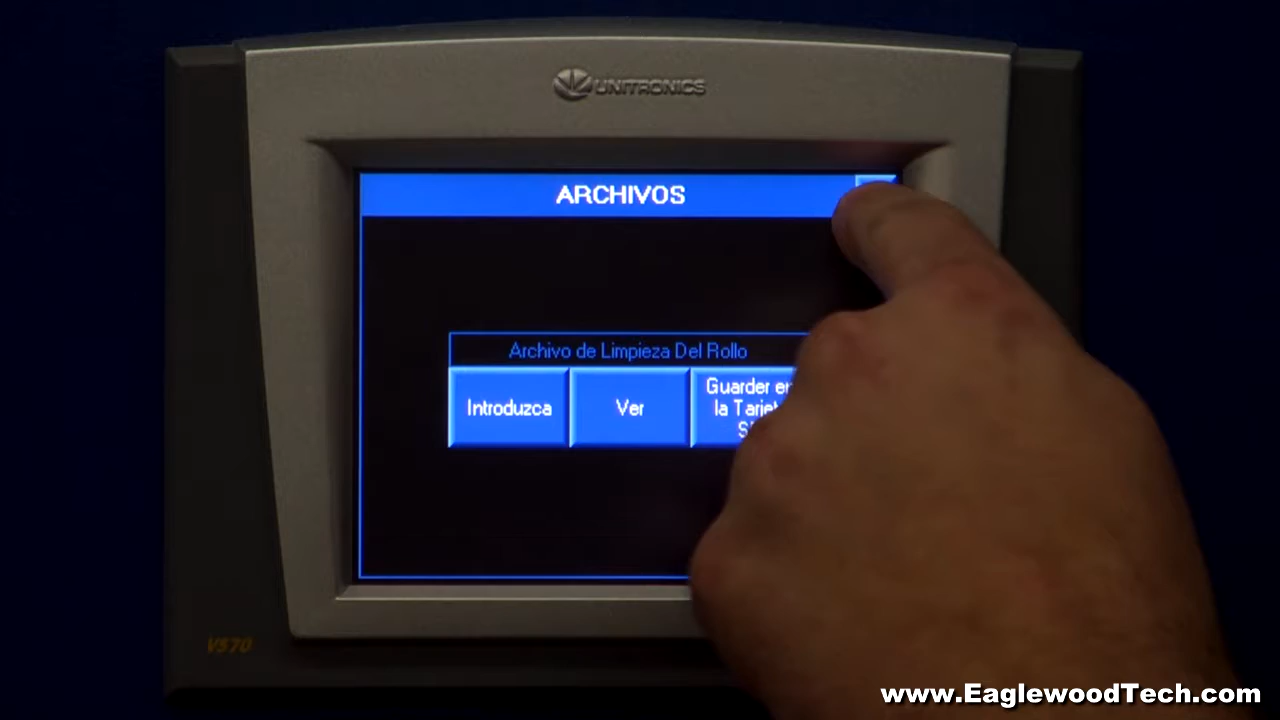 UNITRONICS
ARCHIVOS
Archivo de Limpieza Del Rollo
Introduzca
Ver
Guarder en
la Tarjet
V570
www.EaglewoodTech.com